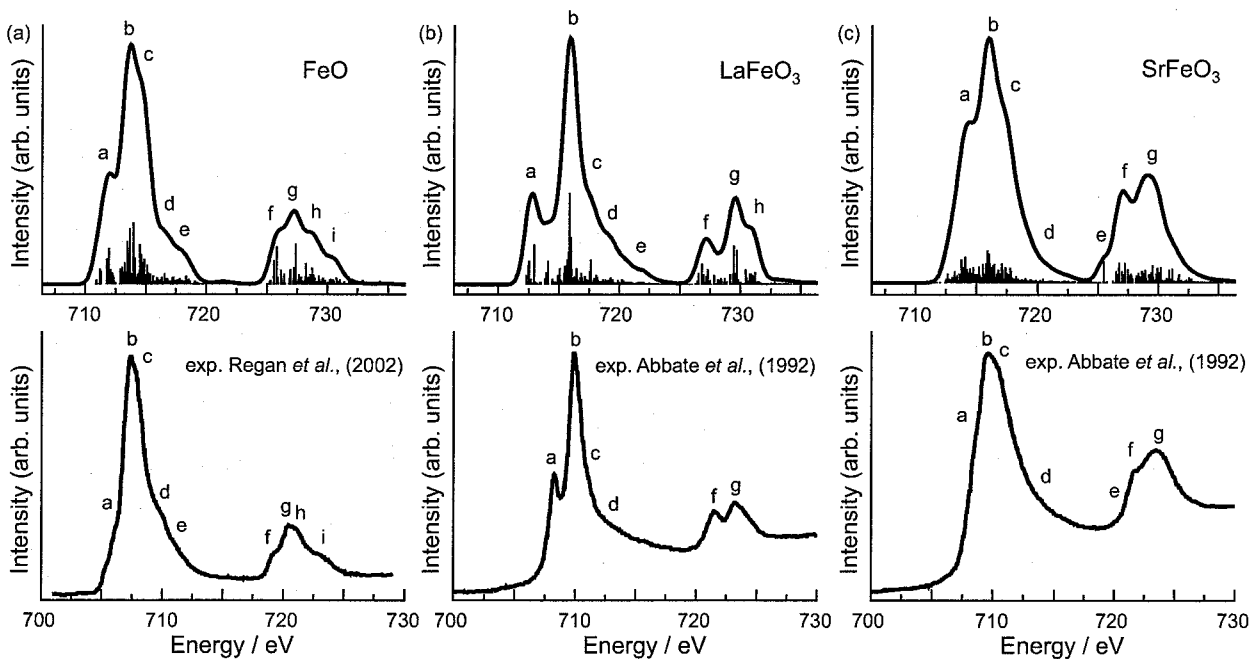 (a)
b
c
FeO
a
d
e
f
g
h
i
Intensity (arb. units)
710 720 730
(b)
b
LaFeO3
a
c
d
e
f
g
h
Intensity (arb. units)
710 720 730
(c)
b
c
SrFeO3
a
d
e
f
g
Intensity (arb. units)
710 720 730
b
c
exp. Regan et al., (2002)
a
d
e
f
g
h
i
Intensity (arb. units)
700 710 720 730
Energy / eV
b
exp. Abbate et al., (1992)
a
c
d
f
g
Intensity (arb. units)
700 710 720 730
Energy / eV
b
c
exp. Abbate et al., (1992)
a
d
e
f
g
Intensity (arb. units)
700 710 720 730
Energy / eV